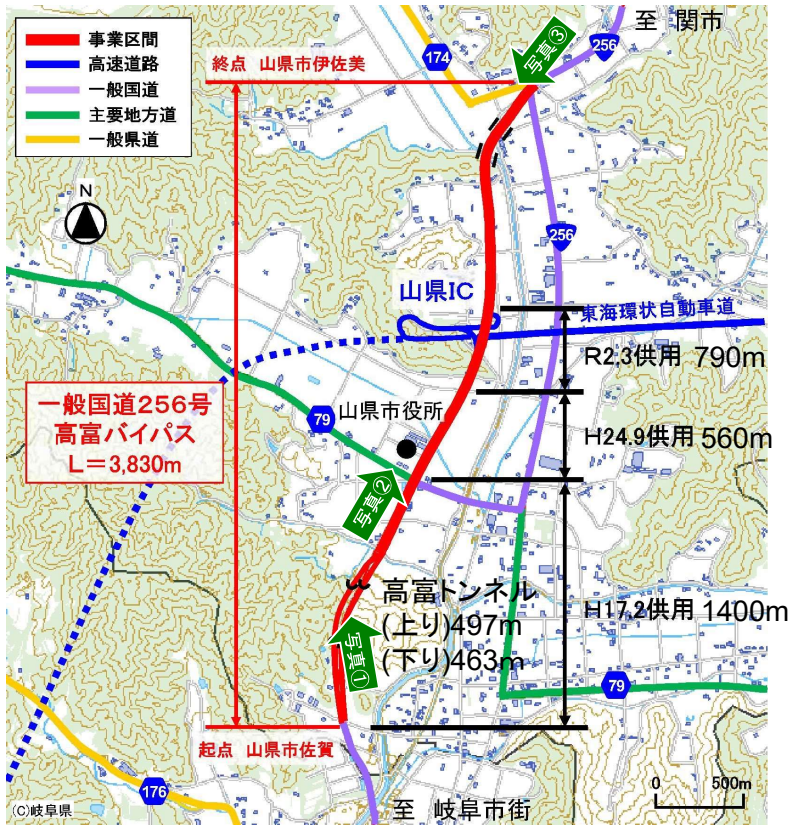 事業区間
高速道路
一般国道
主要地方道
一般県道
至 関市
256
174
写真③
終点 山県市伊佐美
N
256
山県IC
東海環状自動車道
R2.3供用 790m
一般国道256号
高富バイパス
L=3,830m
79
山県市役所
H24.9供用 560m
写真②
高富トンネル
(上り)497m
(下り)463m
H17.2供用 1400m
写真①
79
起点 山県市佐賀
176
至 岐阜市街
0 500m
(C)岐阜県